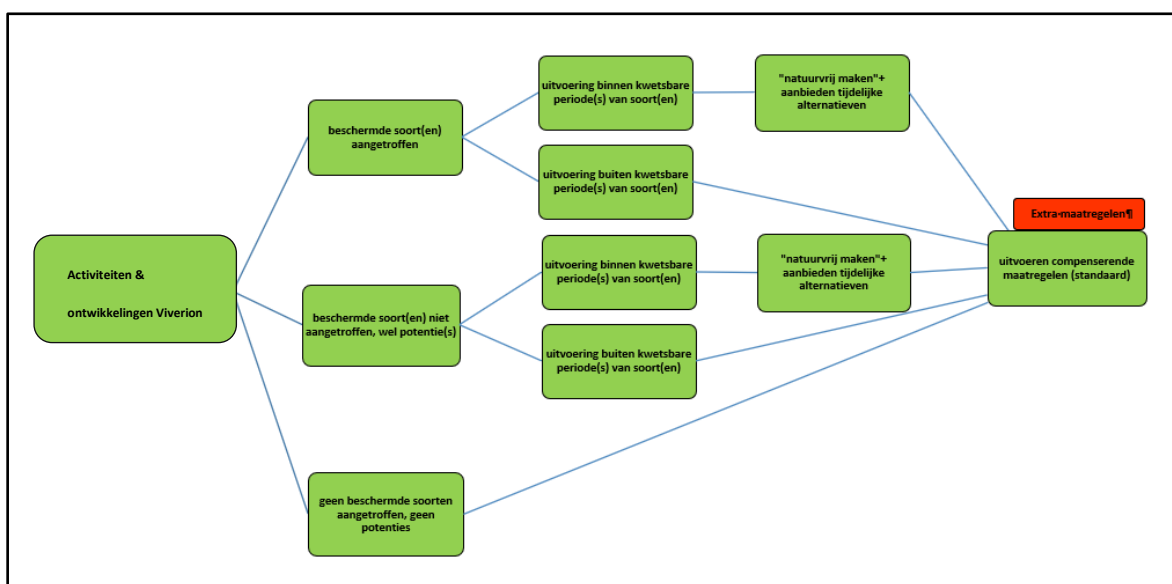 Activiteiten &
ontwikkelingen Viverion
beschermde soort(en)
aangetroffen
beschermde soort(en) niet
aangetroffen, wel potentie(s)
geen beschermde soorten
aangetroffen, geen
potenties
uitvoering binnen kwetsbare
periode(s) van soort(en)
uitvoering buiten kwetsbare
periode(s) van soort(en)
uitvoering binnen kwetsbare
periode(s) van soort(en)
uitvoering buiten kwetsbare
periode(s) van soort(en)
"natuurvrij maken"+
aanbieden tijdelijke
alternatieven
"natuurvrij maken"+
aanbieden tijdelijke
alternatieven
Extra·maatregelen¶
uitvoeren compenserende
maatregelen (standaard)